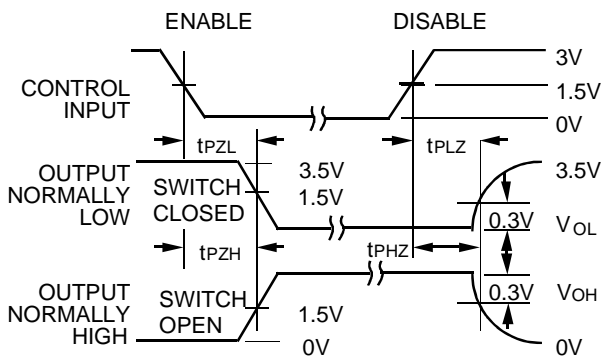 ENABLE
DISABLE
CONTROL
INPUT
3V
1.5V
0V
tPZL
tPLZ
OUTPUT
NORMALLY
LOW
SWITCH
CLOSED
3.5V
1.5V
3.5V
0.3V
VOL
tPZH
tPHZ
OUTPUT
NORMALLY
HIGH
SWITCH
OPEN
1.5V
0V
0.3V
VOH
0V